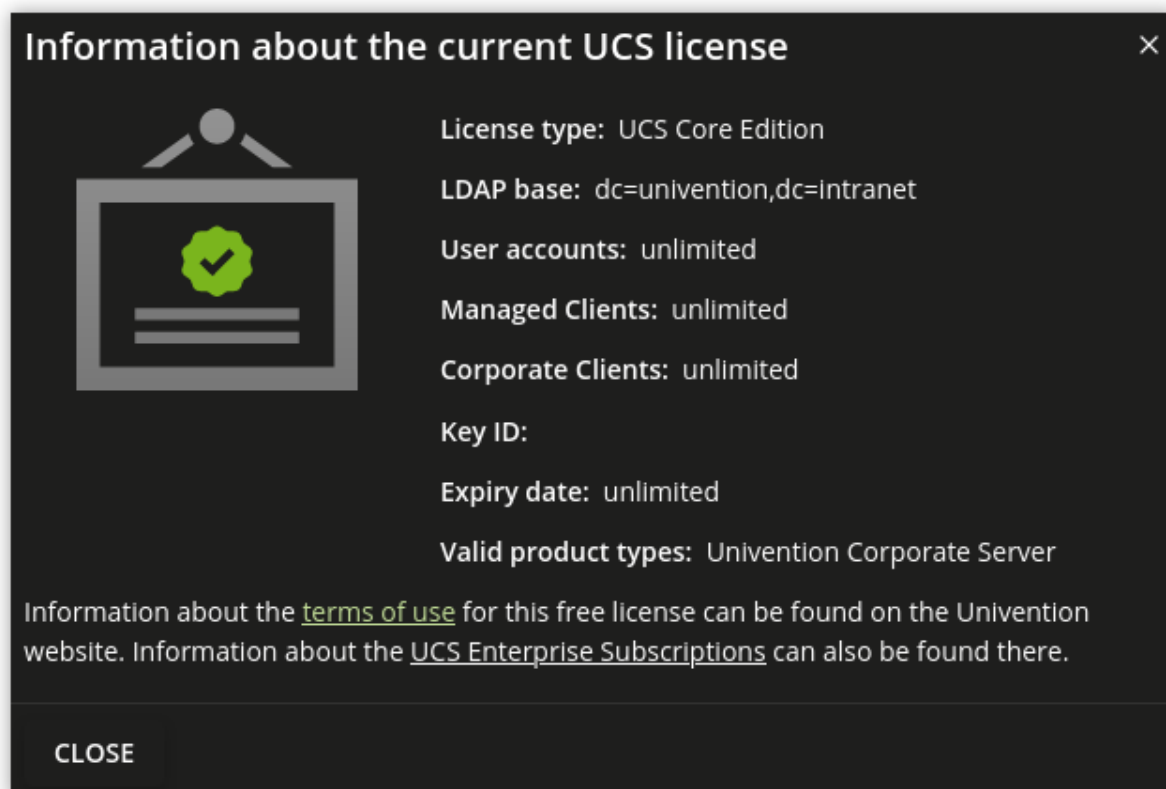 Information about the current UCS license
License type: UCS Core Edition
LDAP base: dc=univention,dc=intranet
User accounts: unlimited
Managed Clients: unlimited
Corporate Clients: unlimited
Key ID:
Expiry date: unlimited
Valid product types: Univention Corporate Server
Information about the terms of use for this free license can be found on the Univention
website. Information about the UCS Enterprise Subscriptions can also be found there.
CLOSE